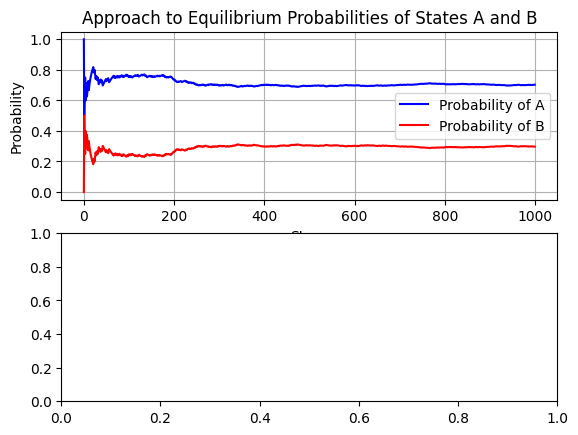 Approach to Equilibrium Probabilities of States A and B
1.0
0.8
0.6
0.4
0.2
0.0
Probability
Probability of A
Probability of B
0 200 400 600 800 1000
1.0
0.8
0.6
0.4
0.2
0.0
0.0 0.2 0.4 0.6 0.8 1.0